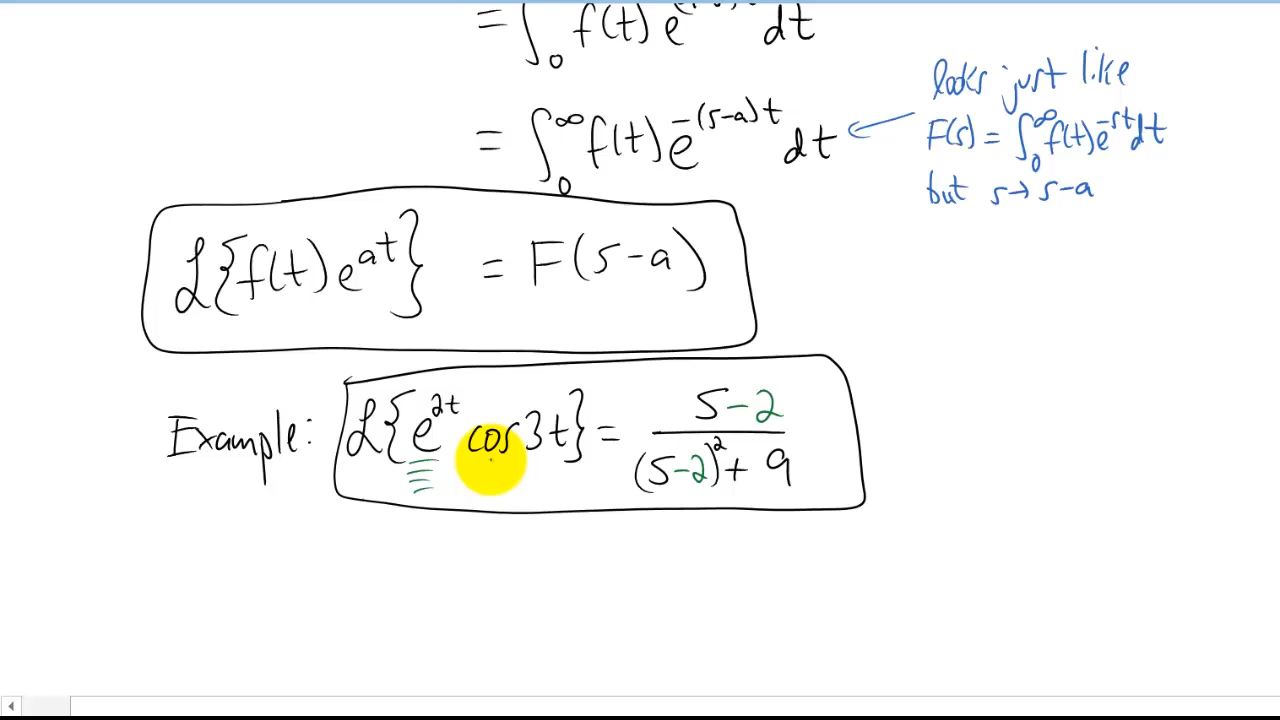 = ∫₀ f(t) e dt
= ∫₀^∞ f(t) e^{-(s-a)t} dt
looks just like
F(s) = ∫₀^∞ f(t) e^{-st} dt
but s → s-a
ℒ{f(t) e^{at}} = F(s-a)
Example: ℒ{e^{2t} cos 3t} = (s-2)/((s-2)² + 9)